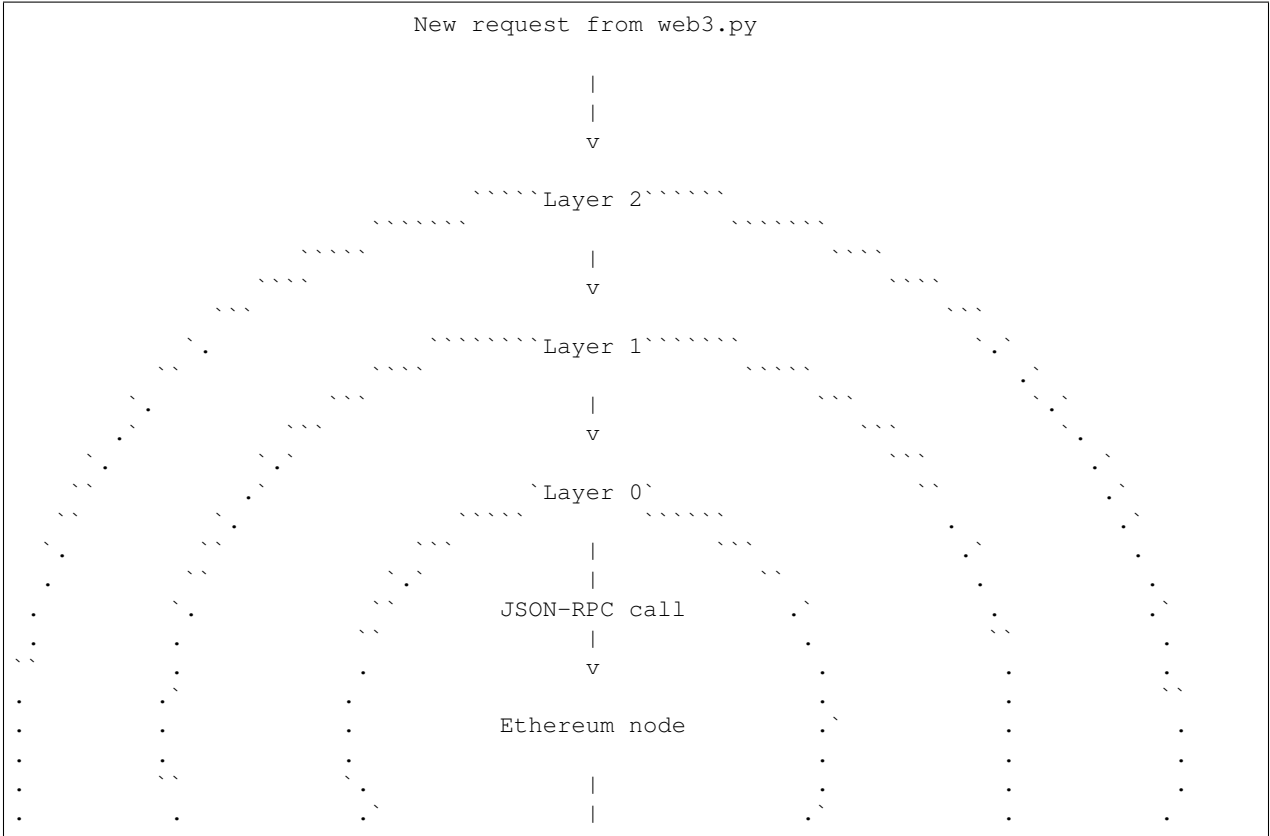 New request from web3.py
|
|
v
`````Layer 2``````
``````` ```````
````` | ````
```` v ````
``` ```
`. ````````Layer 1``````` `.`
`` ```` ````` .`
`. ``` | ``` `.`
.` ``` v ``` `.
`. `.` ``` .`
`` .` `Layer 0` `` .`
`` `. ````` `````` . .`
`. `` ``` | ``` .` .
. `` `.` | `` . .
. `. `` JSON-RPC call .` . .`
. . `` | . `` .
`` . . v . . .
. .` . . . ``
. . . Ethereum node .` . .
. . . . . .
. `` `. | . . .
. . .` | .` . .